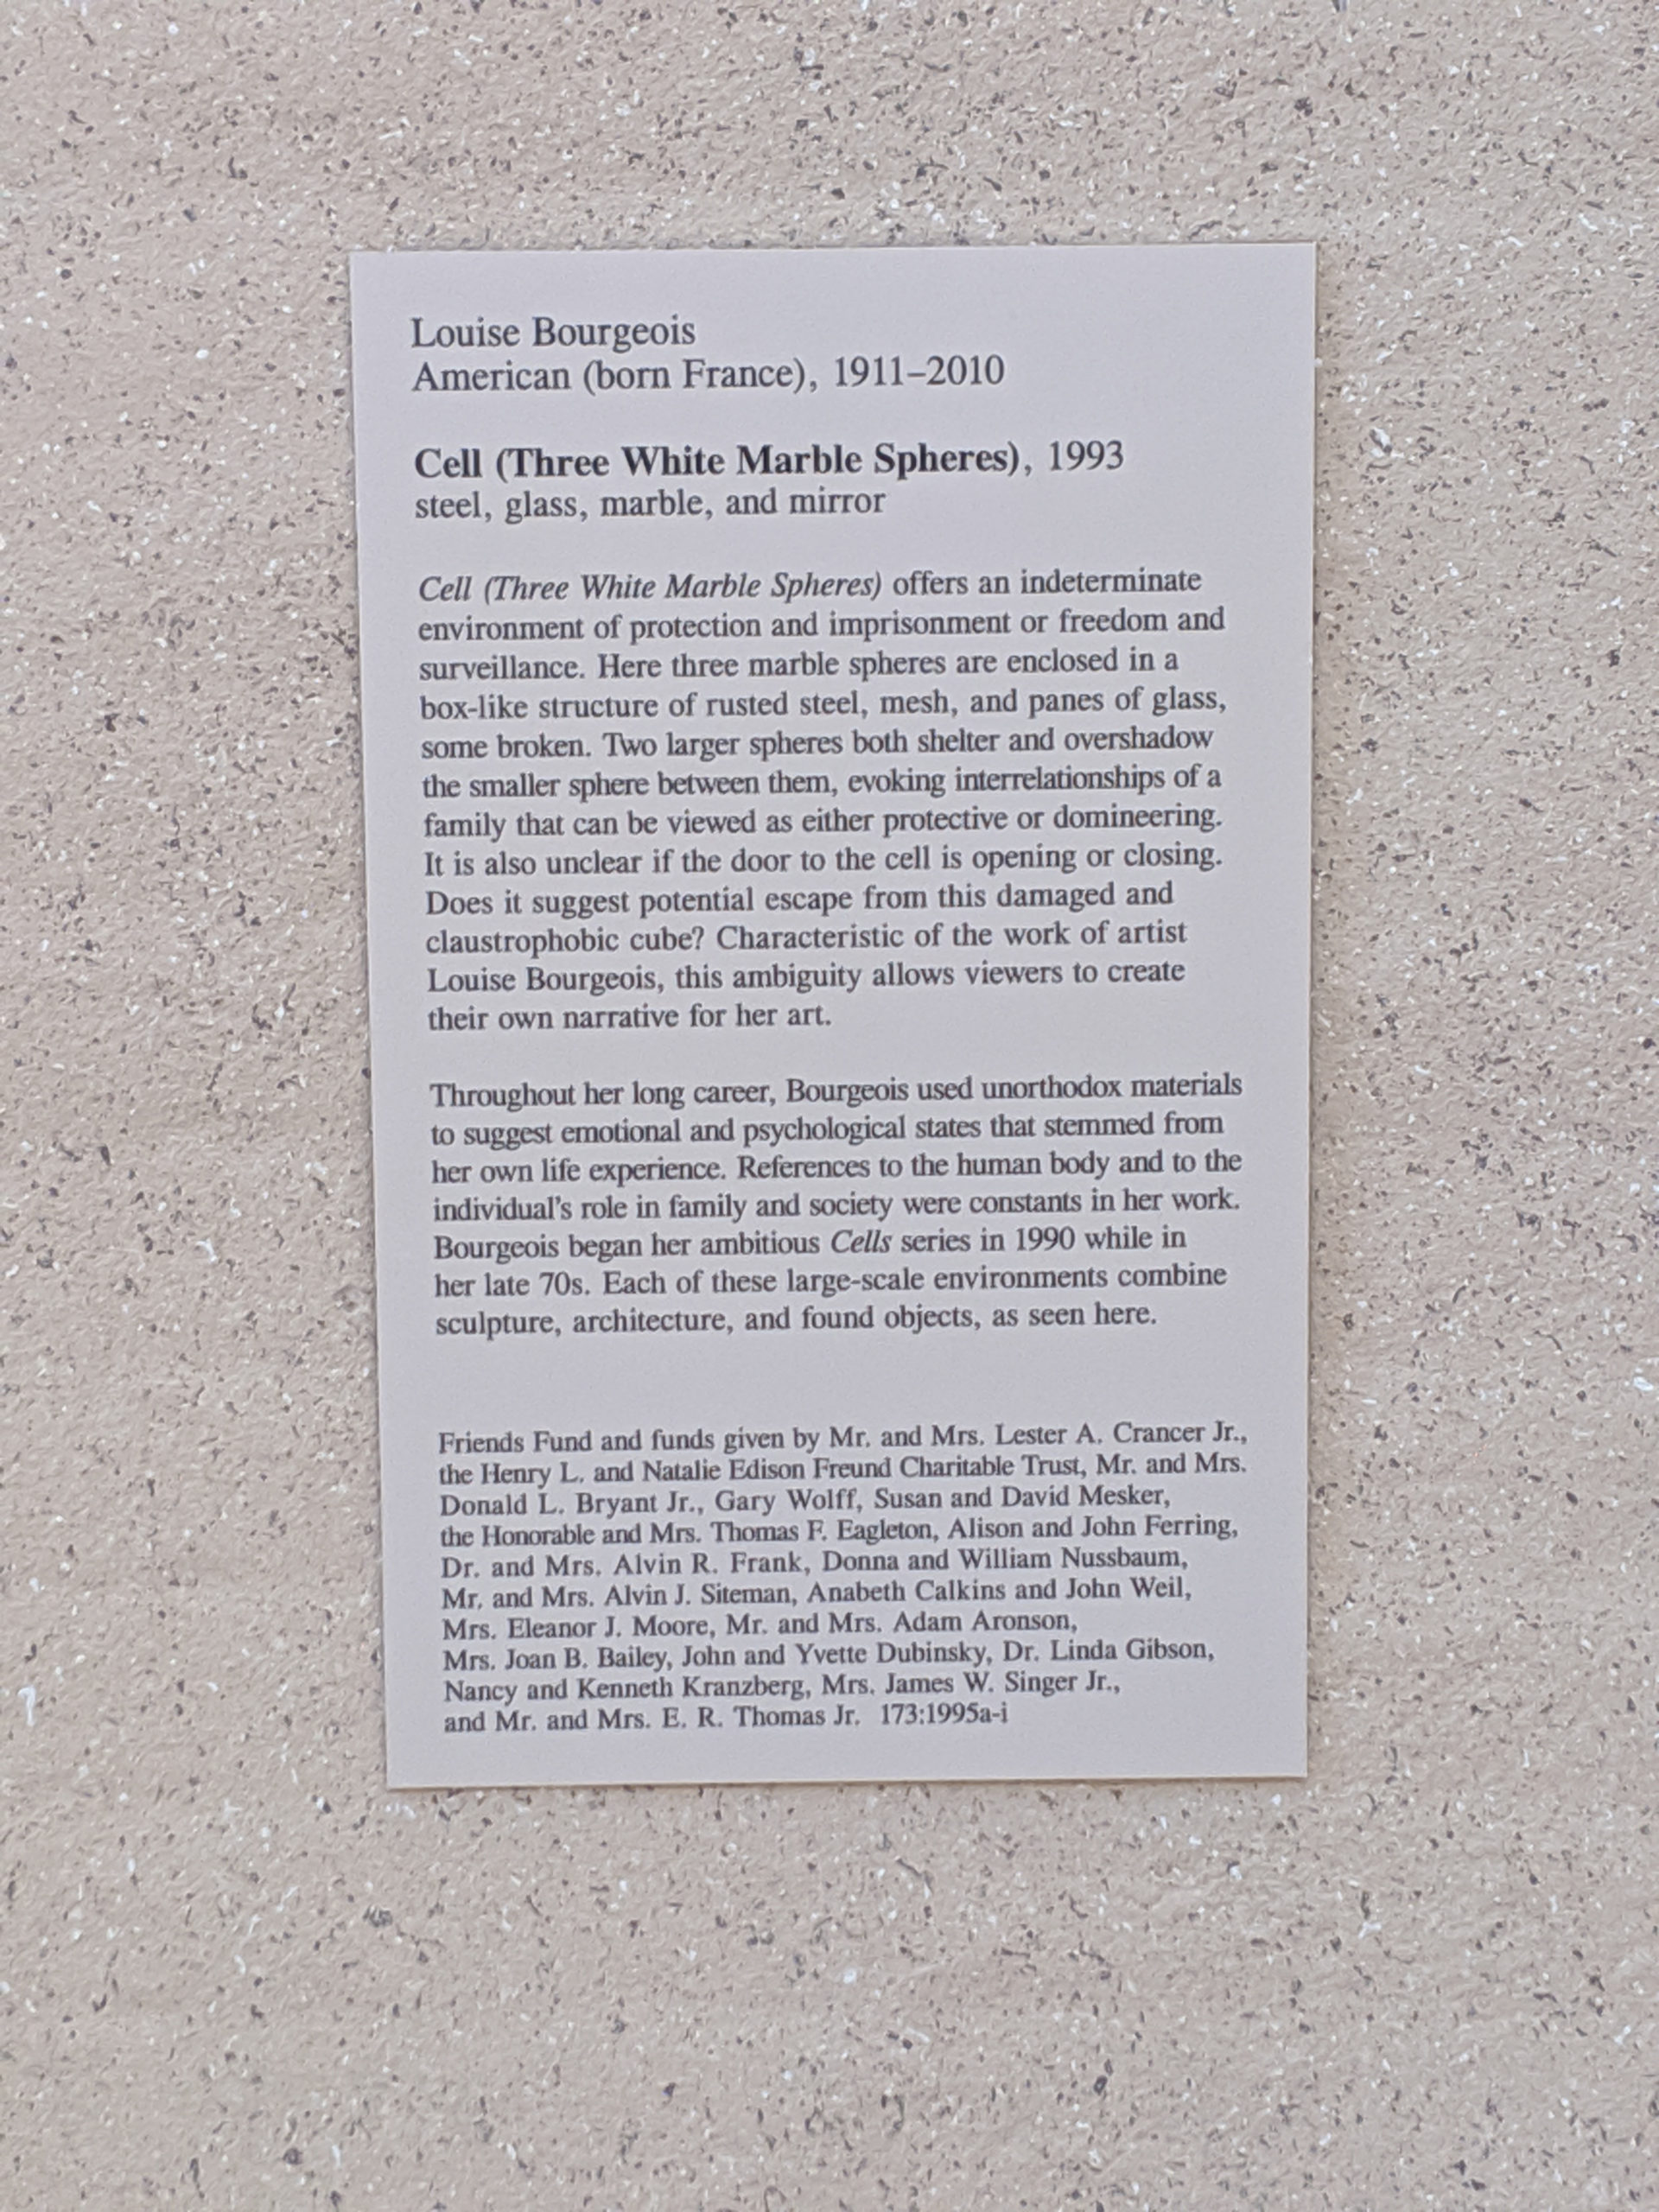 Louise Bourgeois
American (born France), 1911–2010
Cell (Three White Marble Spheres), 1993
steel, glass, marble, and mirror
Cell (Three White Marble Spheres) offers an indeterminate
environment of protection and imprisonment or freedom and
surveillance. Here three marble spheres are enclosed in a
box-like structure of rusted steel, mesh, and panes of glass,
some broken. Two larger spheres both shelter and overshadow
the smaller sphere between them, evoking interrelationships of a
family that can be viewed as either protective or domineering.
It is also unclear if the door to the cell is opening or closing.
Does it suggest potential escape from this damaged and
claustrophobic cube? Characteristic of the work of artist
Louise Bourgeois, this ambiguity allows viewers to create
their own narrative for her art.
Throughout her long career, Bourgeois used unorthodox materials
to suggest emotional and psychological states that stemmed from
her own life experience. References to the human body and to the
individual's role in family and society were constants in her work.
Bourgeois began her ambitious Cells series in 1990 while in
her late 70s. Each of these large-scale environments combine
sculpture, architecture, and found objects, as seen here.
Friends Fund and funds given by Mr. and Mrs. Lester A. Crancer Jr.,
the Henry L. and Natalie Edison Freund Charitable Trust, Mr. and Mrs.
Donald L. Bryant Jr., Gary Wolff, Susan and David Mesker,
the Honorable and Mrs. Thomas F. Eagleton, Alison and John Ferring,
Dr. and Mrs. Alvin R. Frank, Donna and William Nussbaum,
Mr. and Mrs. Alvin J. Siteman, Anabeth Calkins and John Weil,
Mrs. Eleanor J. Moore, Mr. and Mrs. Adam Aronson,
Mrs. Joan B. Bailey, John and Yvette Dubinsky, Dr. Linda Gibson,
Nancy and Kenneth Kranzberg, Mrs. James W. Singer Jr.,
and Mr. and Mrs. E. R. Thomas Jr. 173:1995a-i